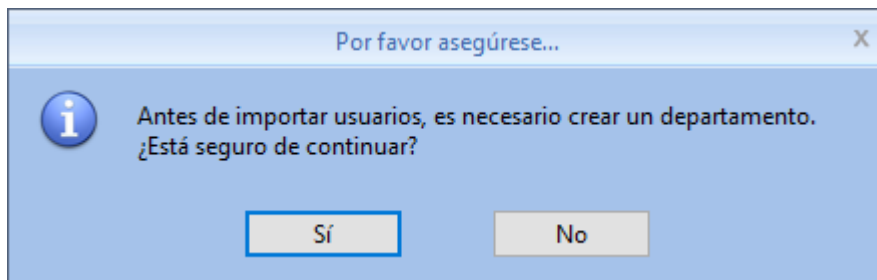 Por favor asegúrese...
X
Antes de importar usuarios, es necesario crear un departamento.
¿Está seguro de continuar?
Sí
No